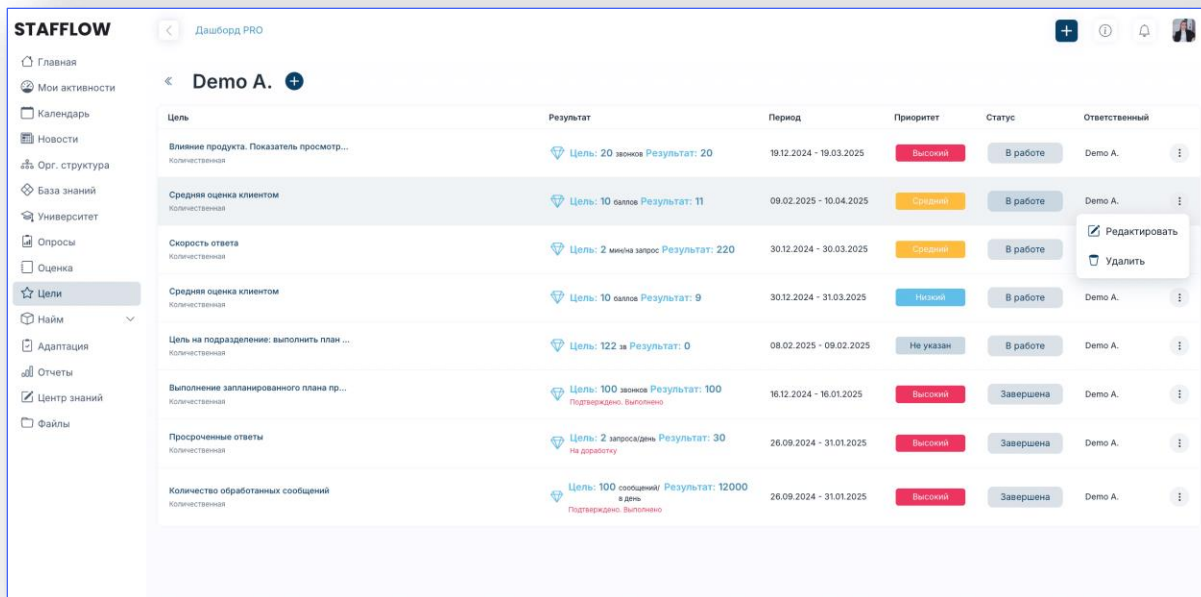 STAFFLOW
Дашборд PRO
Главная
Мои активности
Календарь
Новости
Орг. структура
База знаний
Университет
Опросы
Оценка
Цели
Найм
Адаптация
Отчеты
Центр знаний
Файлы
Demo A.
Цель Результат Период Приоритет Статус Ответственный
Влияние продукта. Показатель просмотр...
Количественная
Цель: 20 звонков Результат: 20
19.12.2024 - 19.03.2025 Высокий В работе Demo A.
Средняя оценка клиентом
Количественная
Цель: 10 баллов Результат: 11
09.02.2025 - 10.04.2025 Средний В работе Demo A.
Редактировать
Удалить
Скорость ответа
Количественная
Цель: 2 мин/на запрос Результат: 220
30.12.2024 - 30.03.2025 Средний В работе
Средняя оценка клиентом
Количественная
Цель: 10 баллов Результат: 9
30.12.2024 - 31.03.2025 Низкий В работе Demo A.
Цель на подразделение: выполнить план ...
Количественная
Цель: 122 зв Результат: 0
08.02.2025 - 09.02.2025 Не указан В работе Demo A.
Выполнение запланированного плана пр...
Количественная
Цель: 100 звонков Результат: 100
Подтверждено. Выполнено
16.12.2024 - 16.01.2025 Высокий Завершена Demo A.
Просроченные ответы
Количественная
Цель: 2 запроса/день Результат: 30
На доработку
26.09.2024 - 31.01.2025 Высокий Завершена Demo A.
Количество обработанных сообщений
Количественная
Цель: 100 сообщений/ Результат: 12000
в день
Подтверждено. Выполнено
26.09.2024 - 31.01.2025 Высокий Завершена Demo A.